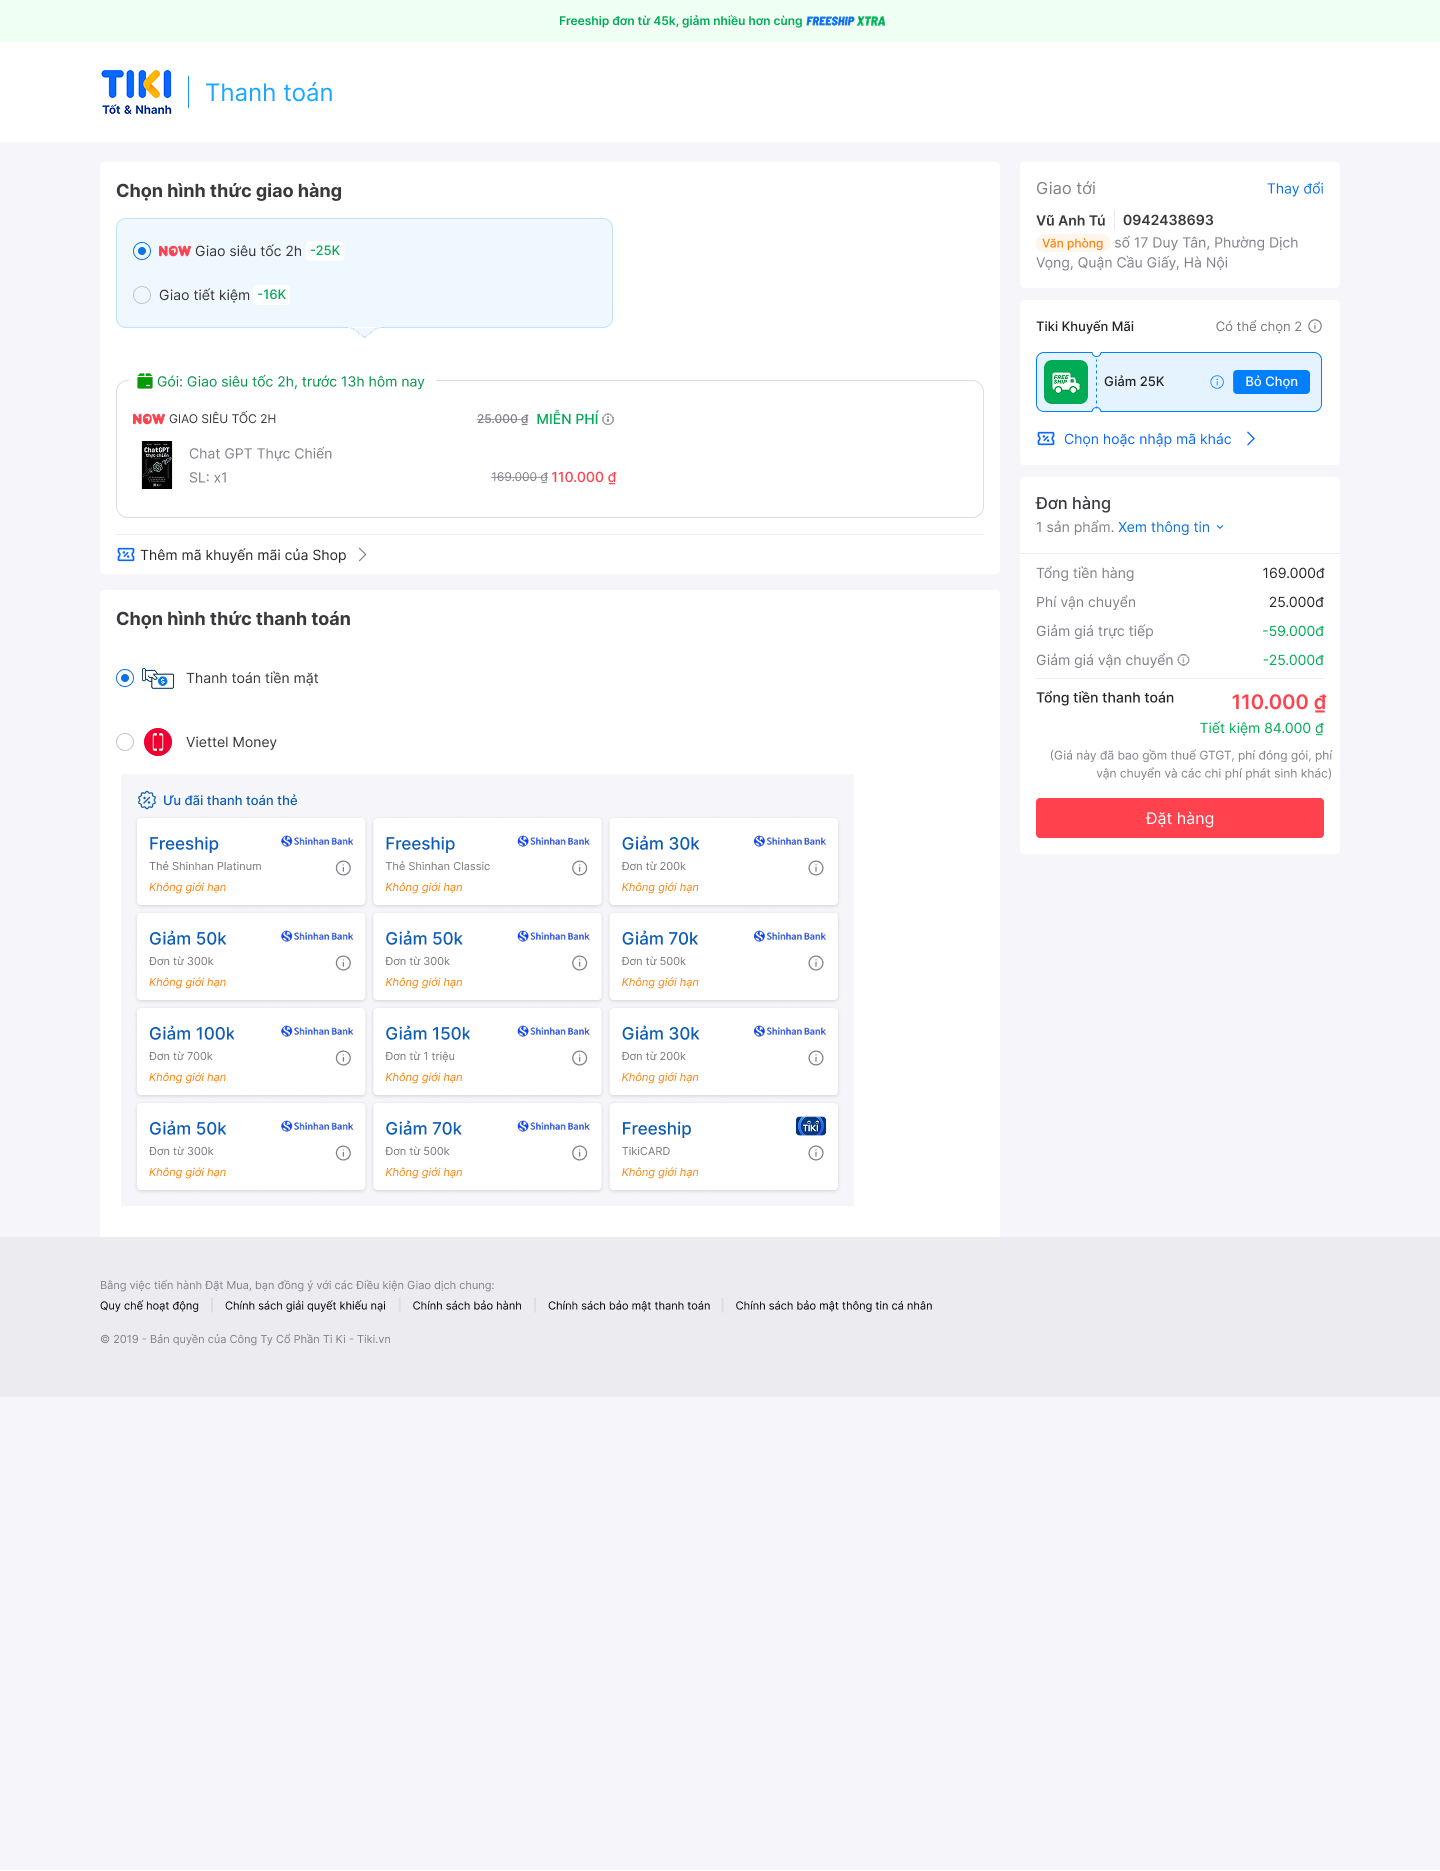 Freeship đơn từ 45k, giảm nhiều hơn cùng FREESHIP XTRA
TIKI
Tốt & Nhanh
Thanh toán
Chọn hình thức giao hàng
NOW Giao siêu tốc 2h -25K
Giao tiết kiệm -16K
Gói: Giao siêu tốc 2h, trước 13h hôm nay
NOW GIAO SIÊU TỐC 2H 25.000 ₫ MIỄN PHÍ
ChatGPT
thực chiến
Chat GPT Thực Chiến
SL: x1 169.000 ₫ 110.000 ₫
Thêm mã khuyến mãi của Shop
Chọn hình thức thanh toán
Thanh toán tiền mặt
Viettel Money
Ưu đãi thanh toán thẻ
Freeship Shinhan Bank
Thẻ Shinhan Platinum
Không giới hạn
Freeship Shinhan Bank
Thẻ Shinhan Classic
Không giới hạn
Giảm 30k Shinhan Bank
Đơn từ 200k
Không giới hạn
Giảm 50k Shinhan Bank
Đơn từ 300k
Không giới hạn
Giảm 50k Shinhan Bank
Đơn từ 300k
Không giới hạn
Giảm 70k Shinhan Bank
Đơn từ 500k
Không giới hạn
Giảm 100k Shinhan Bank
Đơn từ 700k
Không giới hạn
Giảm 150k Shinhan Bank
Đơn từ 1 triệu
Không giới hạn
Giảm 30k Shinhan Bank
Đơn từ 200k
Không giới hạn
Giảm 50k Shinhan Bank
Đơn từ 300k
Không giới hạn
Giảm 70k Shinhan Bank
Đơn từ 500k
Không giới hạn
Freeship TIKI
TikiCARD
Không giới hạn
Giao tới Thay đổi
Vũ Anh Tú 0942438693
Văn phòng số 17 Duy Tân, Phường Dịch
Vọng, Quận Cầu Giấy, Hà Nội
Tiki Khuyến Mãi Có thể chọn 2
FREE SHIP Giảm 25K Bỏ Chọn
Chọn hoặc nhập mã khác
Đơn hàng
1 sản phẩm. Xem thông tin
Tổng tiền hàng 169.000đ
Phí vận chuyển 25.000đ
Giảm giá trực tiếp -59.000đ
Giảm giá vận chuyển -25.000đ
Tổng tiền thanh toán 110.000 ₫
Tiết kiệm 84.000 ₫
(Giá này đã bao gồm thuế GTGT, phí đóng gói, phí
vận chuyển và các chi phí phát sinh khác)
Đặt hàng
Bằng việc tiến hành Đặt Mua, bạn đồng ý với các Điều kiện Giao dịch chung:
Quy chế hoạt động Chính sách giải quyết khiếu nại Chính sách bảo hành Chính sách bảo mật thanh toán Chính sách bảo mật thông tin cá nhân
© 2019 - Bản quyền của Công Ty Cổ Phần Ti Ki - Tiki.vn